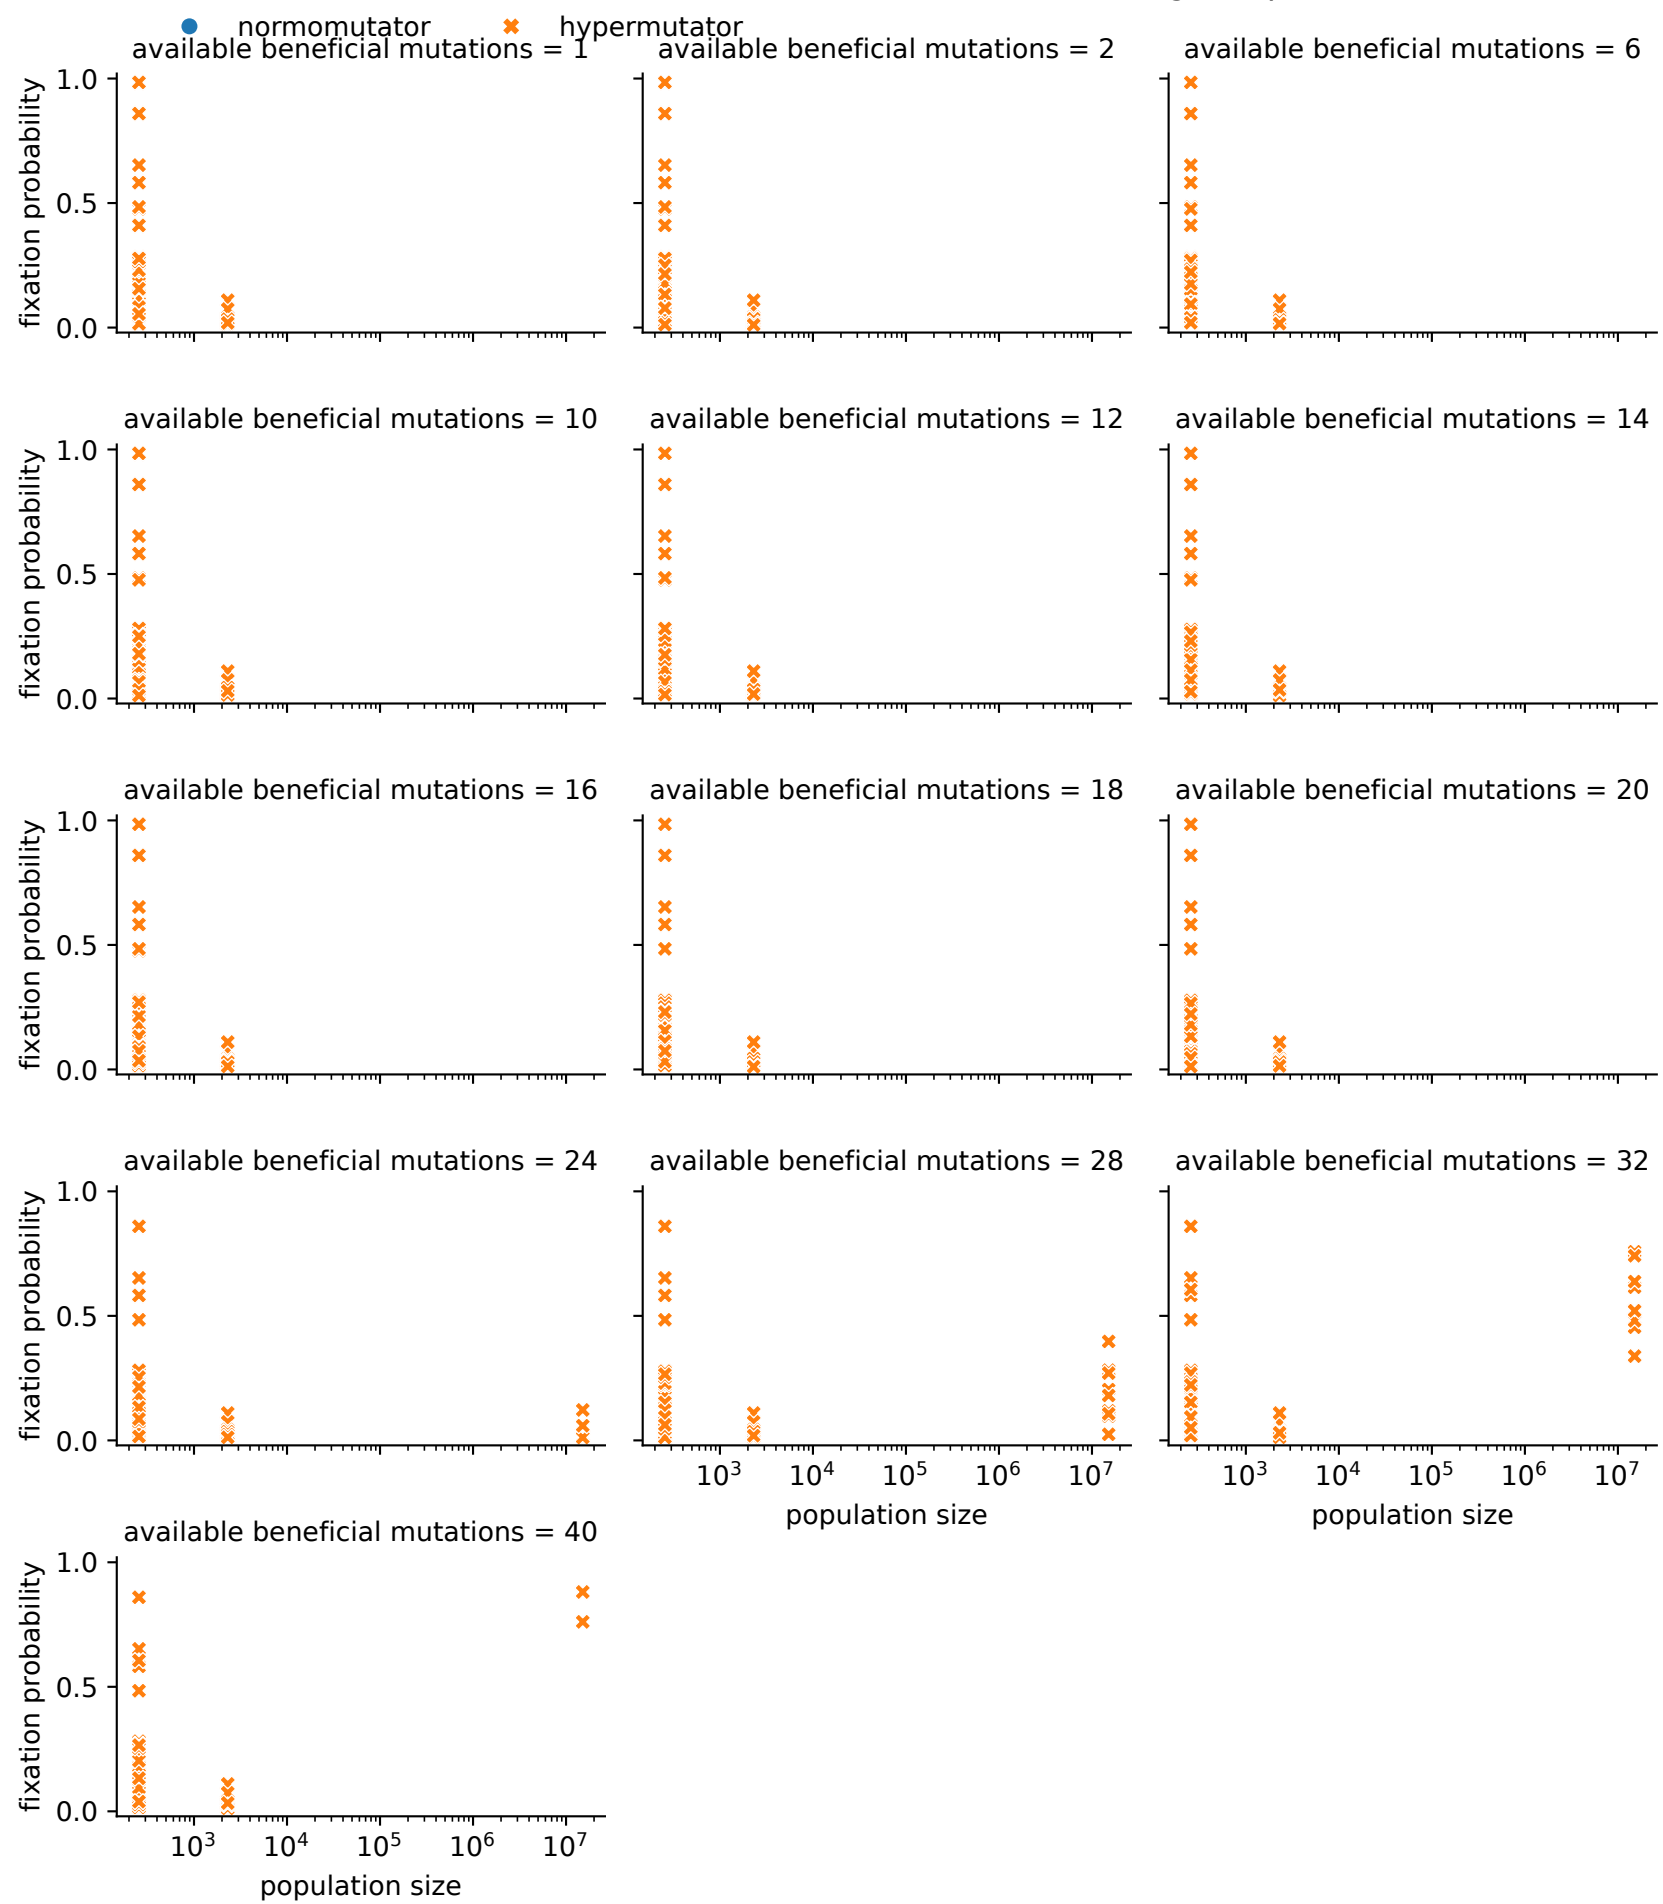 normomutator hypermutator
available beneficial mutations = 1 available beneficial mutations = 2 available beneficial mutations = 6
fixation probability
1.0
0.5
0.0
available beneficial mutations = 10 available beneficial mutations = 12 available beneficial mutations = 14
fixation probability
1.0
0.5
0.0
available beneficial mutations = 16 available beneficial mutations = 18 available beneficial mutations = 20
fixation probability
1.0
0.5
0.0
available beneficial mutations = 24 available beneficial mutations = 28 available beneficial mutations = 32
fixation probability
1.0
0.5
0.0
10³ 10⁴ 10⁵ 10⁶ 10⁷ 10³ 10⁴ 10⁵ 10⁶ 10⁷
population size population size
available beneficial mutations = 40
fixation probability
1.0
0.5
0.0
10³ 10⁴ 10⁵ 10⁶ 10⁷
population size